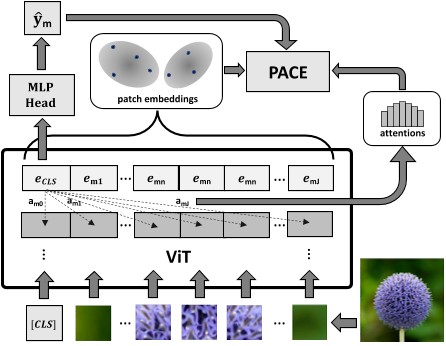 ŷm
MLP
Head
patch embeddings
PACE
attentions
eCLS em1 ... emn emn emn ... emJ
am0 am1 amJ
... ... ...
ViT
⋮ ⋮
[CLS] ... ...